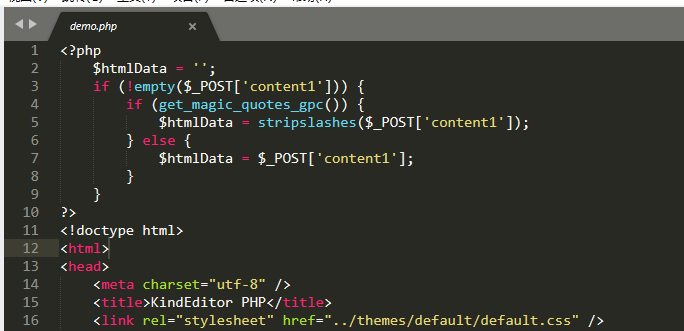 demo.php ×
1 <?php
2     $htmlData = '';
3     if (!empty($_POST['content1'])) {
4         if (get_magic_quotes_gpc()) {
5             $htmlData = stripslashes($_POST['content1']);
6         } else {
7             $htmlData = $_POST['content1'];
8         }
9     }
10 ?>
11 <!doctype html>
12 <html>
13 <head>
14     <meta charset="utf-8" />
15     <title>KindEditor PHP</title>
16     <link rel="stylesheet" href="../themes/default/default.css" />